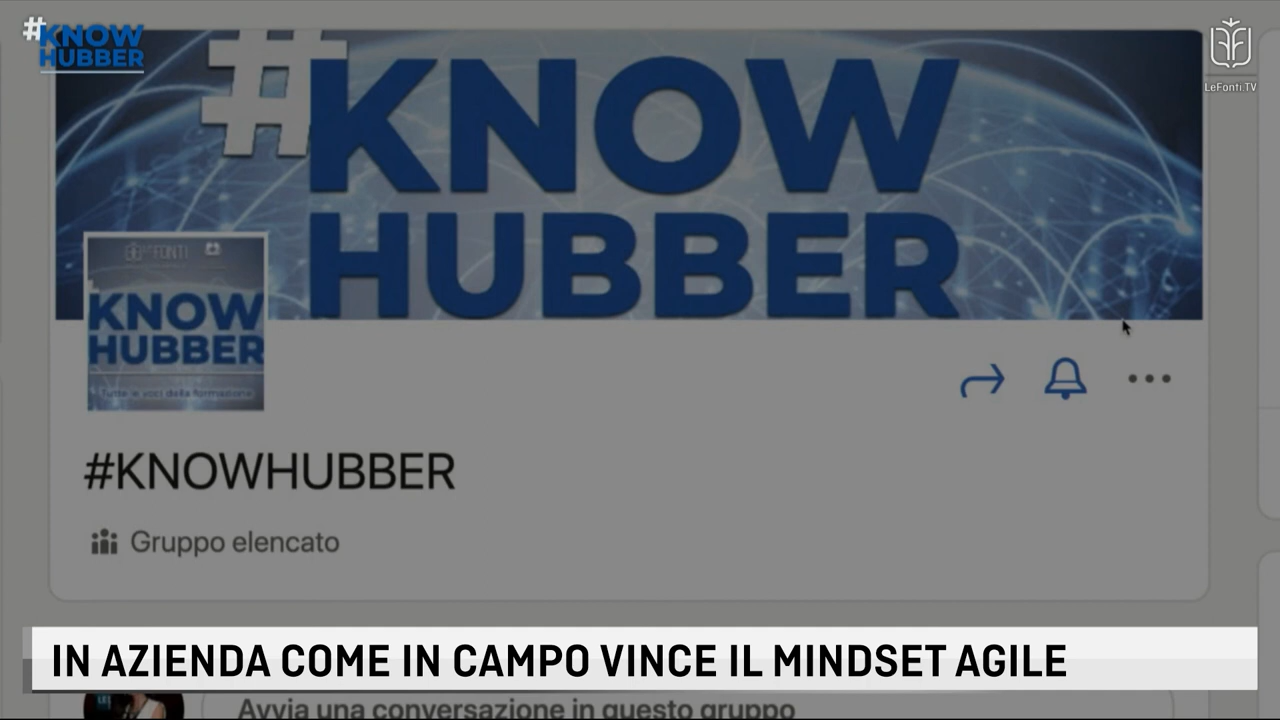 #KNOW
HUBBER
LeFonti.TV
#KNOW
HUBBER
FONTI
KNOW
HUBBER
Tutte le voci della formazione
#KNOWHUBBER
Gruppo elencato
IN AZIENDA COME IN CAMPO VINCE IL MINDSET AGILE
Avvia una conversazione in questo gruppo